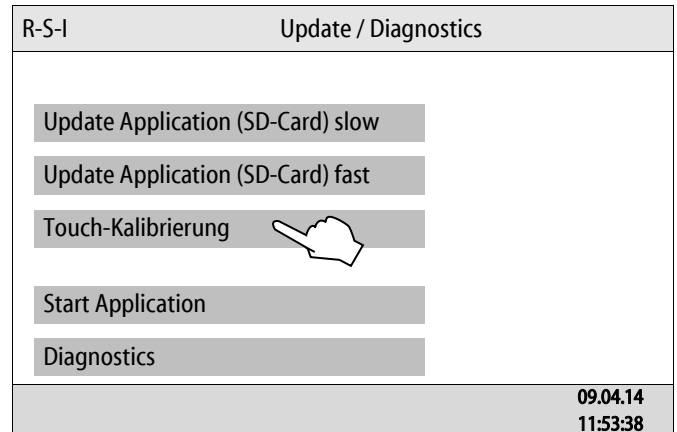 R-S-I Update / Diagnostics
Update Application (SD-Card) slow
Update Application (SD-Card) fast
Touch-Kalibrierung
Start Application
Diagnostics
09.04.14
11:53:38